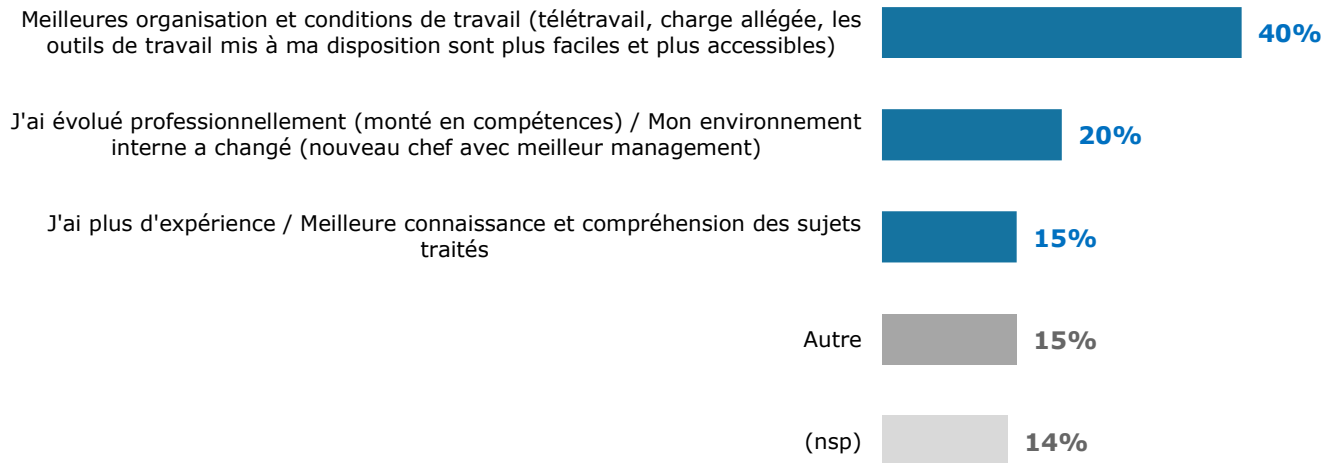 Meilleures organisation et conditions de travail (télétravail, charge allégée, les
outils de travail mis à ma disposition sont plus faciles et plus accessibles)
40%
J'ai évolué professionnellement (monté en compétences) / Mon environnement
interne a changé (nouveau chef avec meilleur management)
20%
J'ai plus d'expérience / Meilleure connaissance et compréhension des sujets
traités
15%
Autre
15%
(nsp)
14%